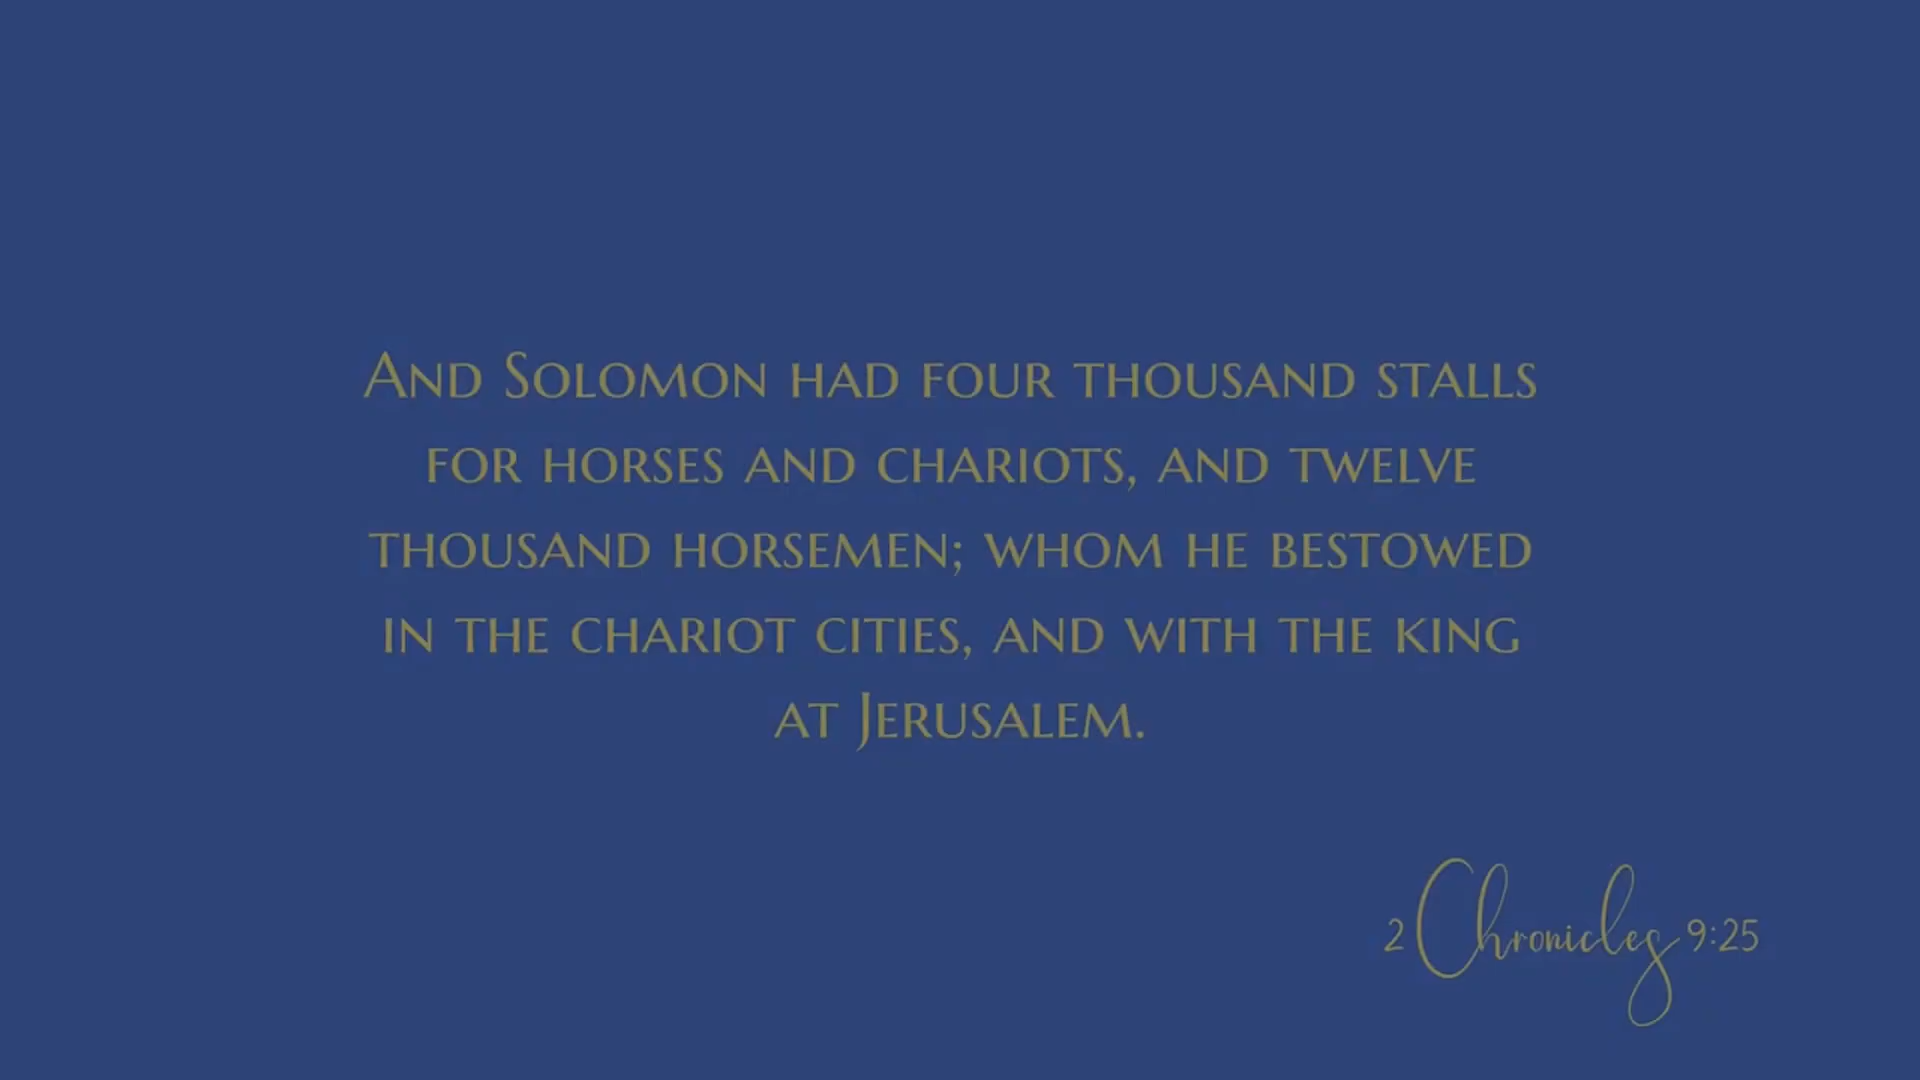 And Solomon had four thousand stalls
for horses and chariots, and twelve
thousand horsemen; whom he bestowed
in the chariot cities, and with the king
at Jerusalem.
2 Chronicles 9:25